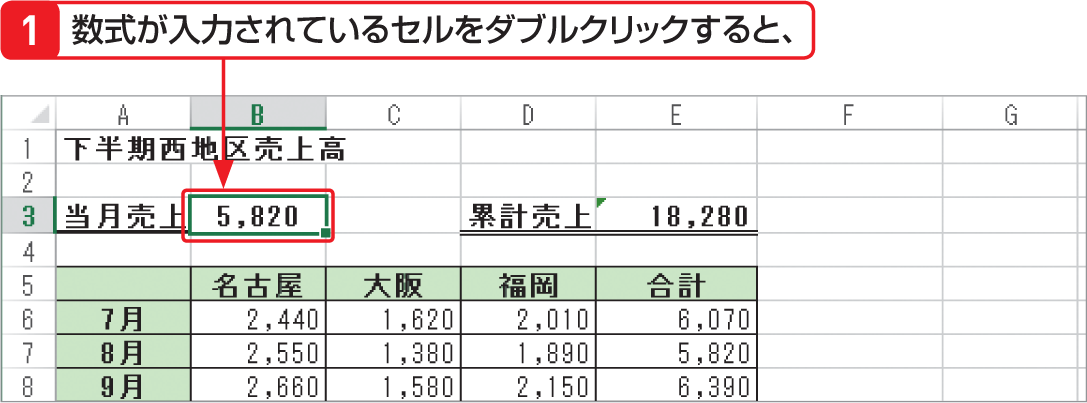 1 数式が入力されているセルをダブルクリックすると、
A B C D E F G
1 下半期西地区売上高
2
3 当月売上 5,820 累計売上 18,280
4
5 名古屋 大阪 福岡 合計
6 7月 2,440 1,620 2,010 6,070
7 8月 2,550 1,380 1,890 5,820
8 9月 2,660 1,580 2,150 6,390